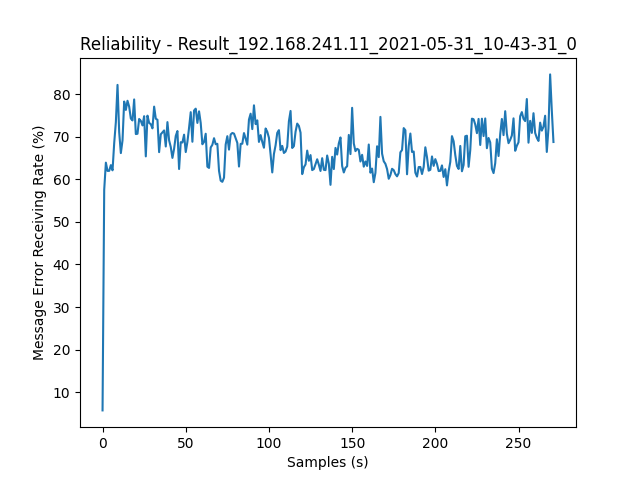 Reliability - Result_192.168.241.11_2021-05-31_10-43-31_0
Message Error Receiving Rate (%)
80
70
60
50
40
30
20
10
0 50 100 150 200 250
Samples (s)